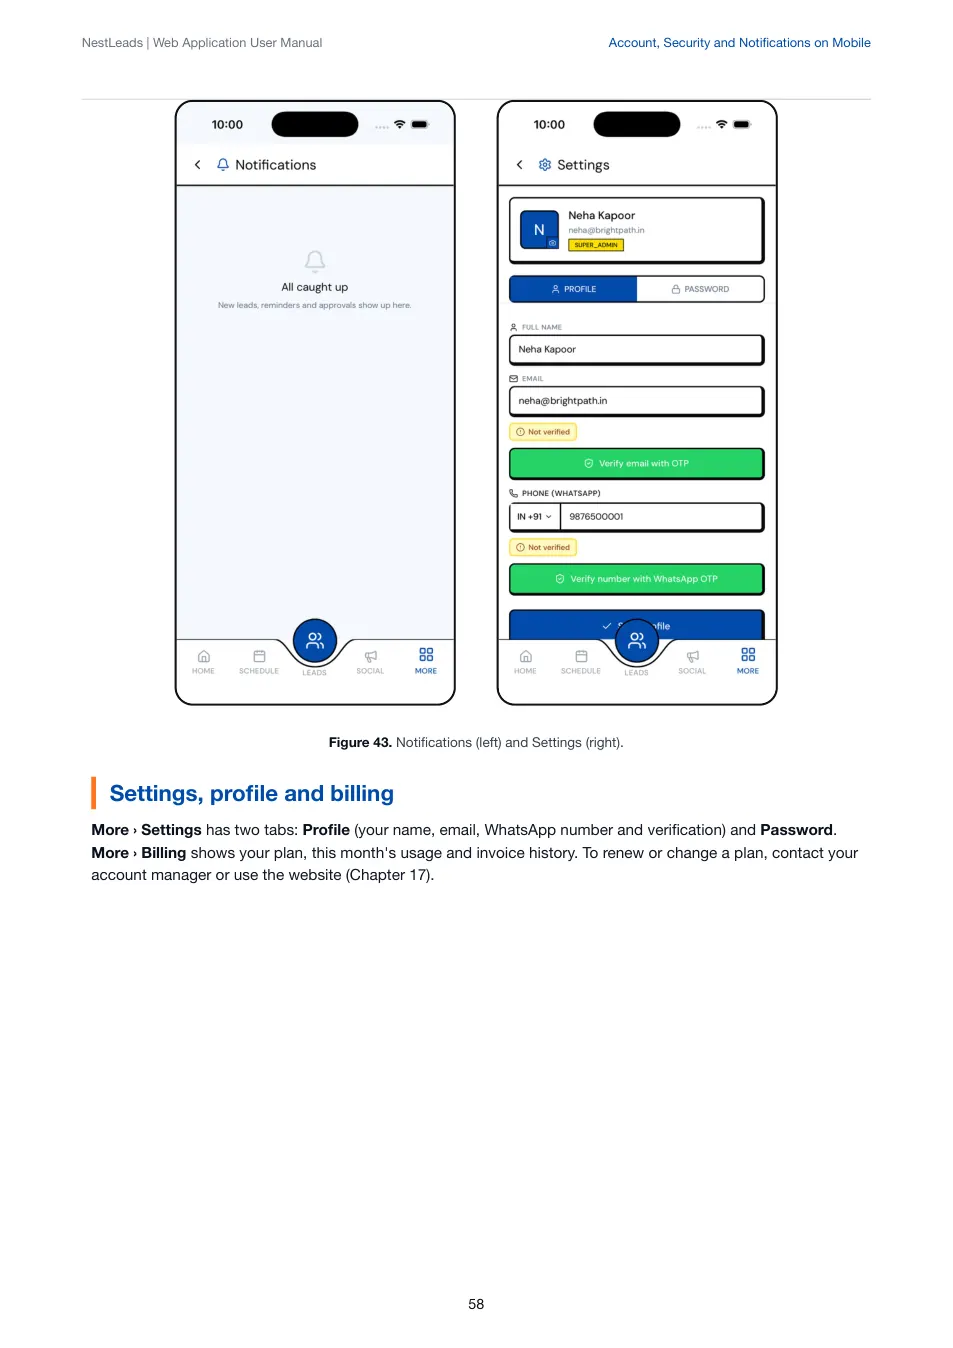 NestLeads | Web Application User Manual
Account, Security and Notifications on Mobile
10:00
Notifications
All caught up
New leads, reminders and approvals show up here.
HOME
SCHEDULE
LEADS
SOCIAL
MORE
10:00
Settings
N
Neha Kapoor
neha@brightpath.in
SUPER_ADMIN
PROFILE
PASSWORD
FULL NAME
Neha Kapoor
EMAIL
neha@brightpath.in
Not verified
Verify email with OTP
PHONE (WHATSAPP)
IN +91
9876500001
Not verified
Verify number with WhatsApp OTP
HOME
SCHEDULE
LEADS
SOCIAL
MORE
Figure 43. Notifications (left) and Settings (right).
Settings, profile and billing
More › Settings has two tabs: Profile (your name, email, WhatsApp number and verification) and Password.
More › Billing shows your plan, this month's usage and invoice history. To renew or change a plan, contact your
account manager or use the website (Chapter 17).
58